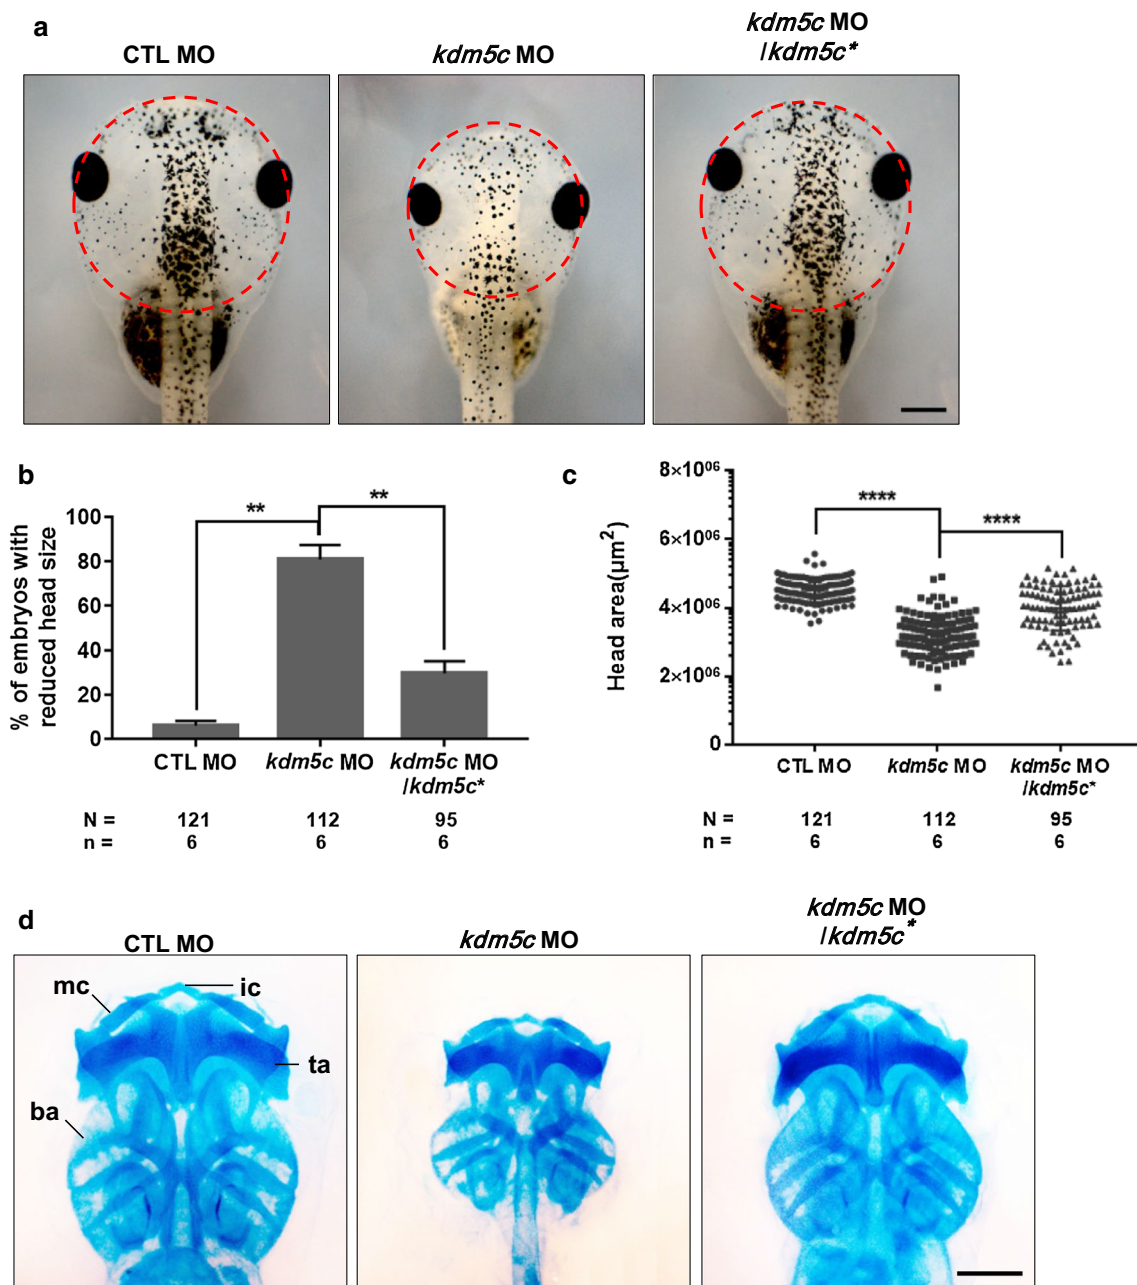 a
CTL MO
kdm5c MO
kdm5c MO
/kdm5c*
b
% of embryos with
reduced head size
100
80
60
40
20
0
**
**
CTL MO
kdm5c MO
kdm5c MO
/kdm5c*
N = 121 112 95
n = 6 6 6
c
Head area(μm²)
8×10⁰⁶
6×10⁰⁶
4×10⁰⁶
2×10⁰⁶
0
****
****
CTL MO
kdm5c MO
kdm5c MO
/kdm5c*
N = 121 112 95
n = 6 6 6
d
CTL MO
kdm5c MO
kdm5c MO
/kdm5c*
mc
ic
ta
ba